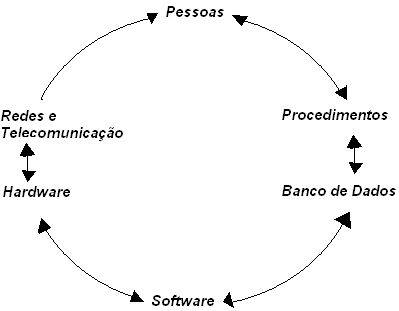 Pessoas
Redes e
Telecomunicação
Procedimentos
Hardware
Banco de Dados
Software